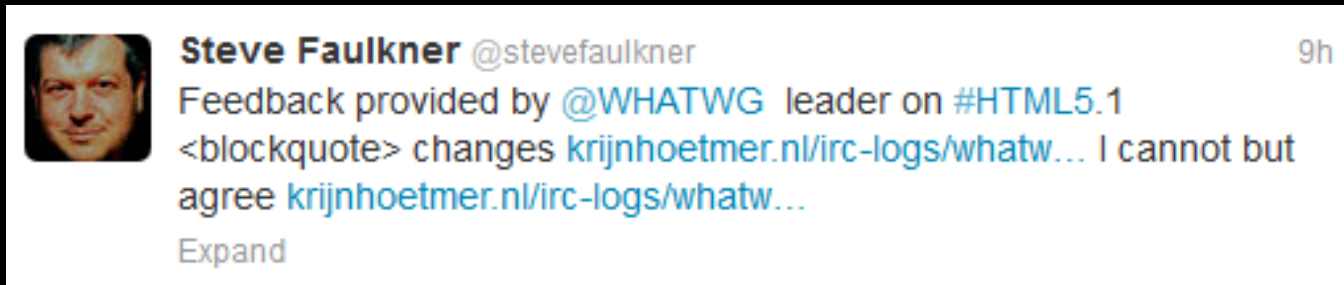 Steve Faulkner @stevefaulkner 9h
Feedback provided by @WHATWG leader on #HTML5.1
<blockquote> changes krijnhoetmer.nl/irc-logs/whatw... I cannot but
agree krijnhoetmer.nl/irc-logs/whatw...
Expand